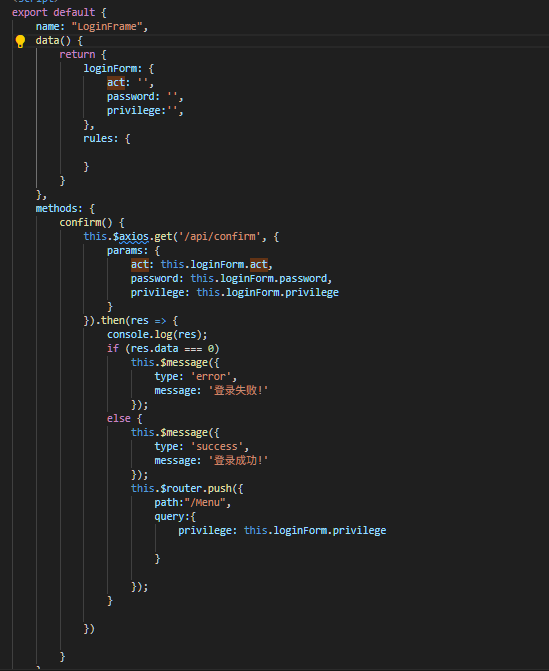 <script>
export default {
name: "LoginFrame",
data() {
return {
loginForm: {
act: '',
password: '',
privilege:'',
},
rules: {
}
}
},
methods: {
confirm() {
this.$axios.get('/api/confirm', {
params: {
act: this.loginForm.act,
password: this.loginForm.password,
privilege: this.loginForm.privilege
}
}).then(res => {
console.log(res);
if (res.data === 0)
this.$message({
type: 'error',
message: '登录失败!'
});
else {
this.$message({
type: 'success',
message: '登录成功!'
});
this.$router.push({
path:"/Menu",
query:{
privilege: this.loginForm.privilege
}
});
}
})
}
}